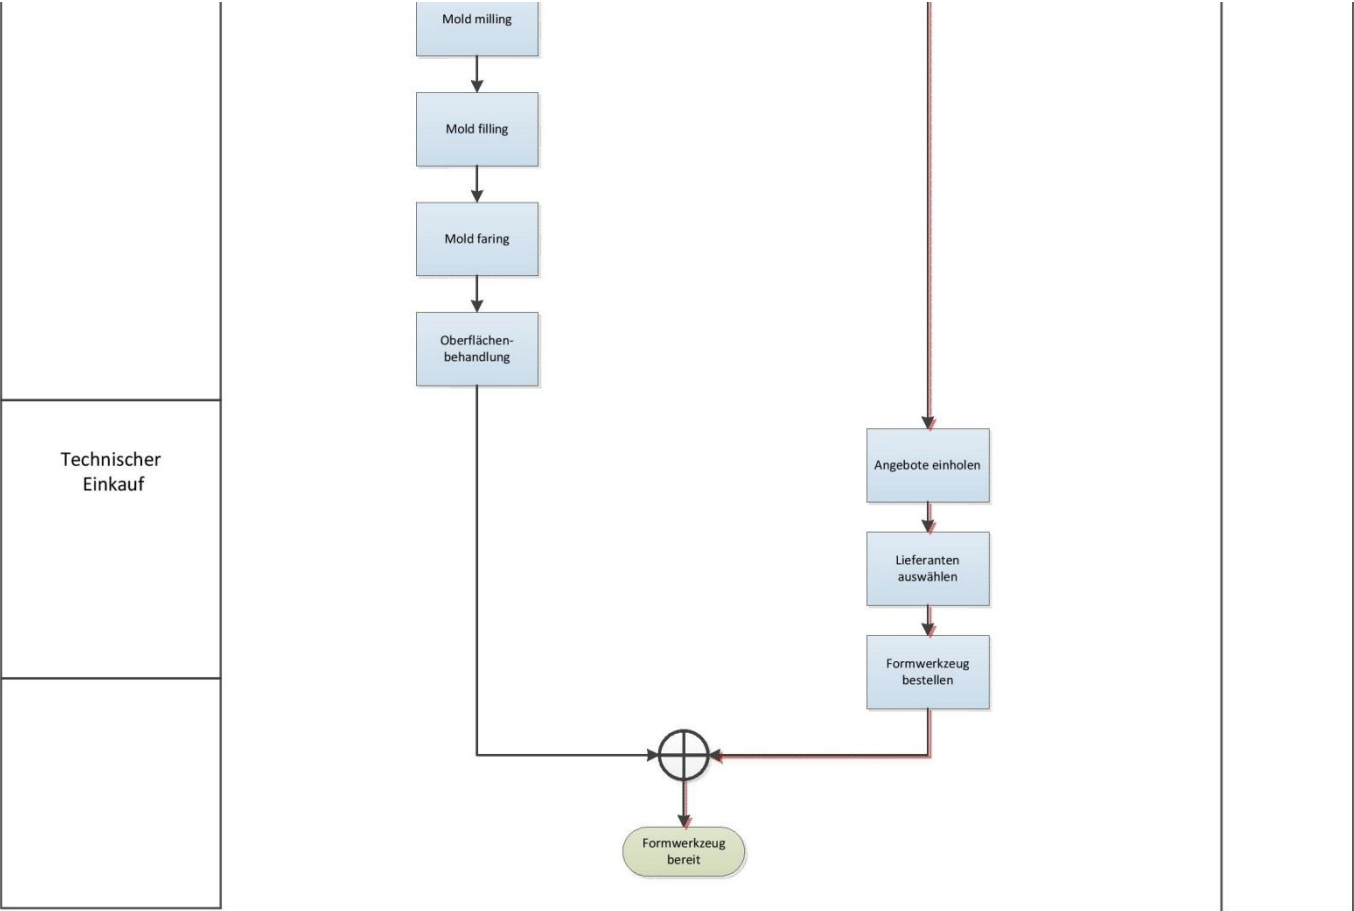 Mold milling
Mold filling
Mold faring
Oberflächen-
behandlung
Technischer
Einkauf
Angebote einholen
Lieferanten
auswählen
Formwerkzeug
bestellen
Formwerkzeug
bereit